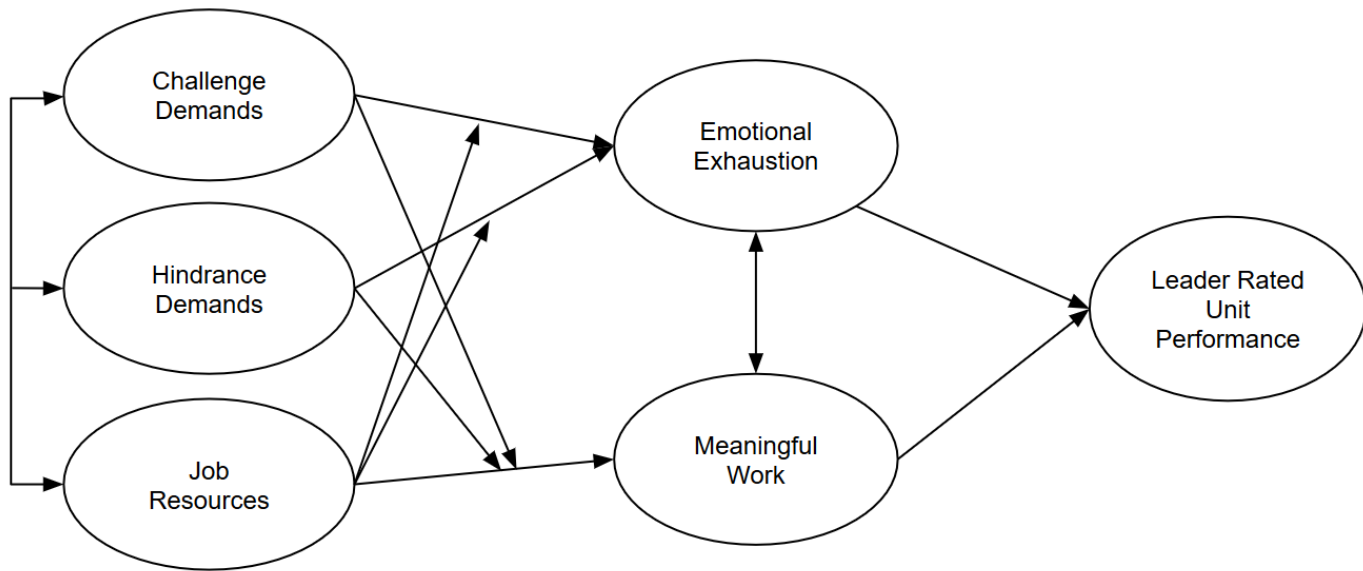 Challenge
Demands
Hindrance
Demands
Job
Resources
Emotional
Exhaustion
Meaningful
Work
Leader Rated
Unit
Performance